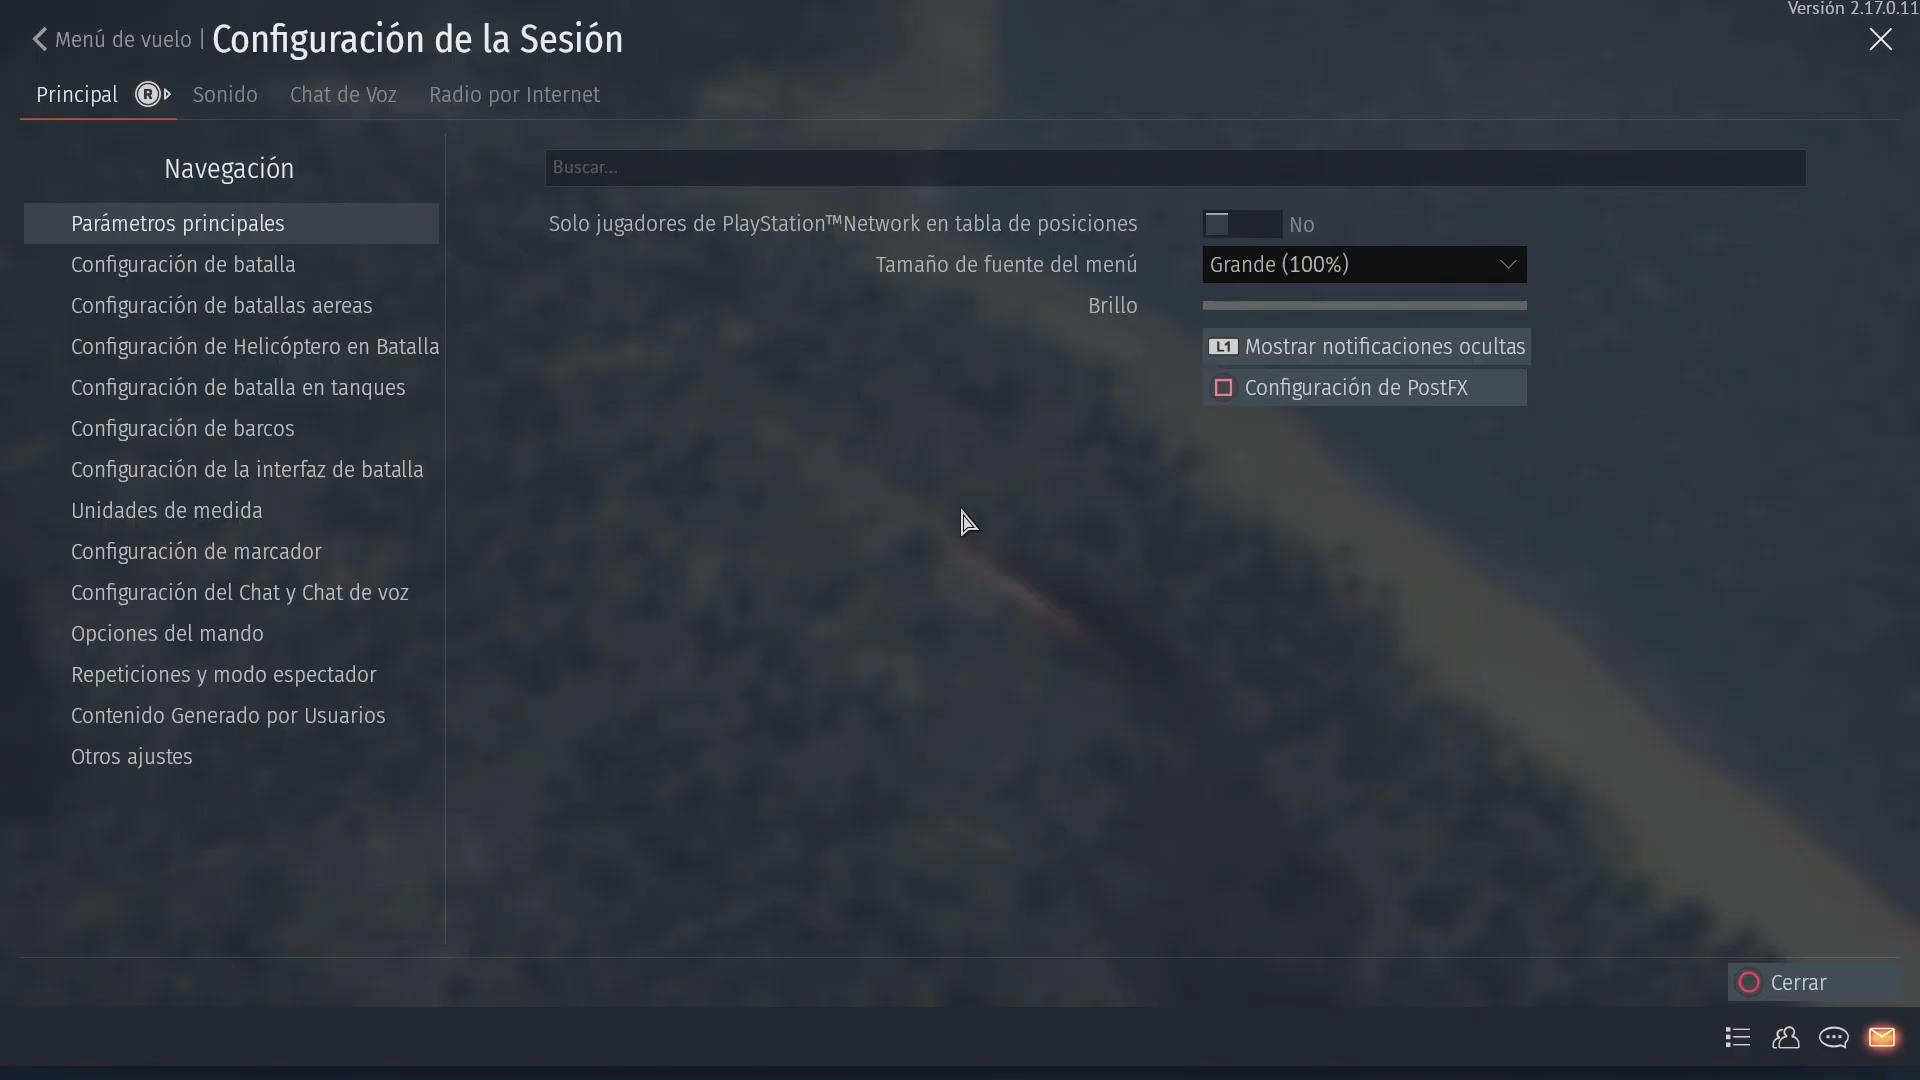 Versión 2.17.0.11
Menú de vuelo | Configuración de la Sesión
Principal R Sonido Chat de Voz Radio por Internet
Navegación
Parámetros principales
Configuración de batalla
Configuración de batallas aereas
Configuración de Helicóptero en Batalla
Configuración de batalla en tanques
Configuración de barcos
Configuración de la interfaz de batalla
Unidades de medida
Configuración de marcador
Configuración del Chat y Chat de voz
Opciones del mando
Repeticiones y modo espectador
Contenido Generado por Usuarios
Otros ajustes
Buscar...
Solo jugadores de PlayStation™Network en tabla de posiciones No
Tamaño de fuente del menú Grande (100%)
Brillo
L1 Mostrar notificaciones ocultas
Configuración de PostFX
Cerrar